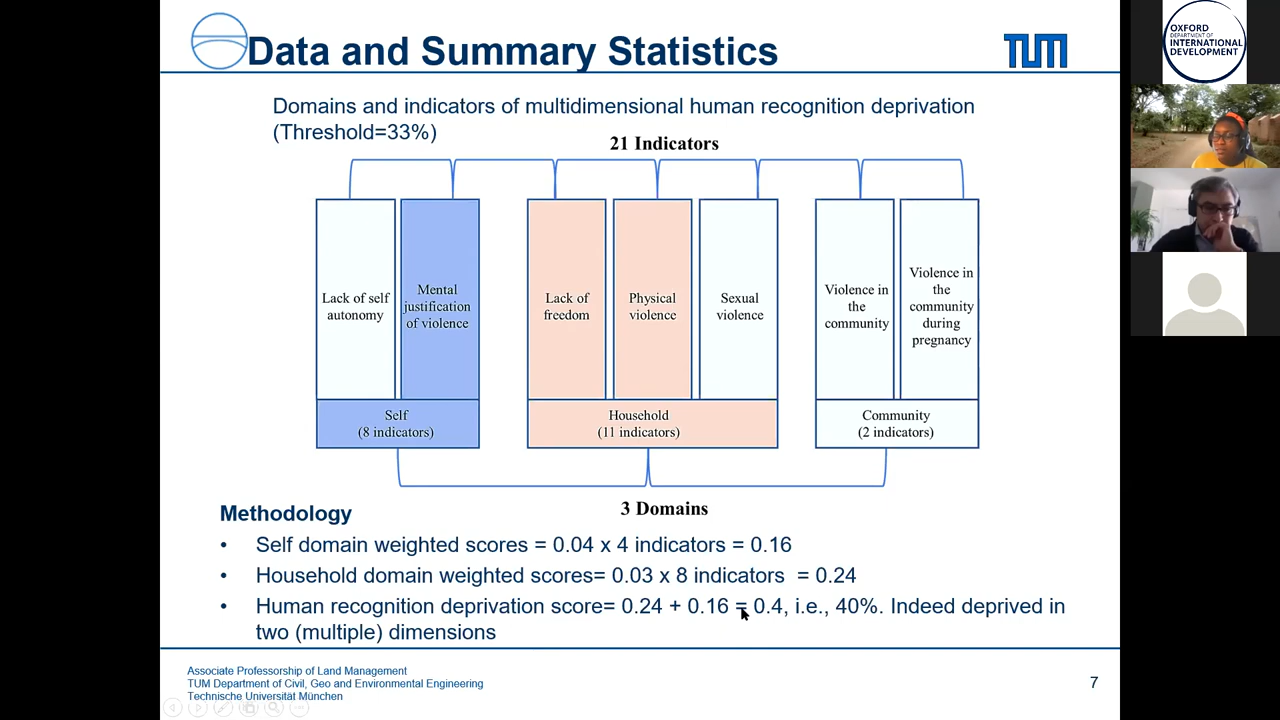 Data and Summary Statistics
TUM
Domains and indicators of multidimensional human recognition deprivation
(Threshold=33%)
21 Indicators
Lack of self
autonomy
Mental
justification
of violence
Lack of
freedom
Physical
violence
Sexual
violence
Violence in
the
community
Violence in
the
community
during
pregnancy
Self
(8 indicators)
Household
(11 indicators)
Community
(2 indicators)
3 Domains
Methodology
• Self domain weighted scores = 0.04 x 4 indicators = 0.16
• Household domain weighted scores= 0.03 x 8 indicators = 0.24
• Human recognition deprivation score= 0.24 + 0.16 = 0.4, i.e., 40%. Indeed deprived in
two (multiple) dimensions
Associate Professorship of Land Management
TUM Department of Civil, Geo and Environmental Engineering
Technische Universität München
7
OXFORD
DEPARTMENT OF
INTERNATIONAL
DEVELOPMENT